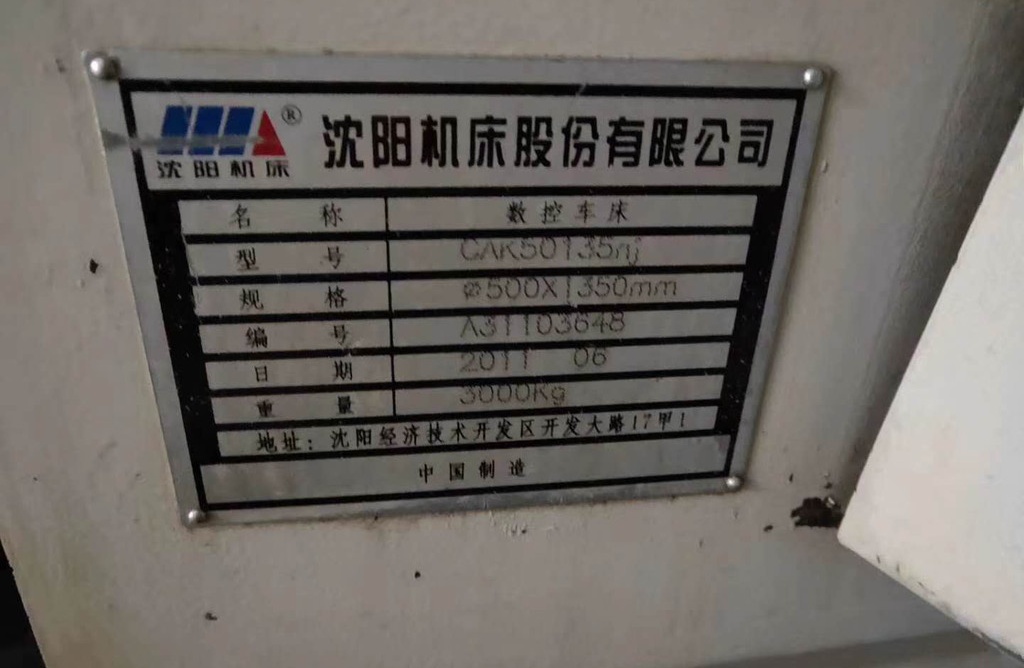 沈阳机床® 沈阳机床股份有限公司
名 称 数控车床
型 号 CAK50135nj
规 格 ø500X1350mm
编 号 A31103648
日 期 2011 06
重 量 3000Kg
地址：沈阳经济技术开发区开发大路17甲1
中国制造